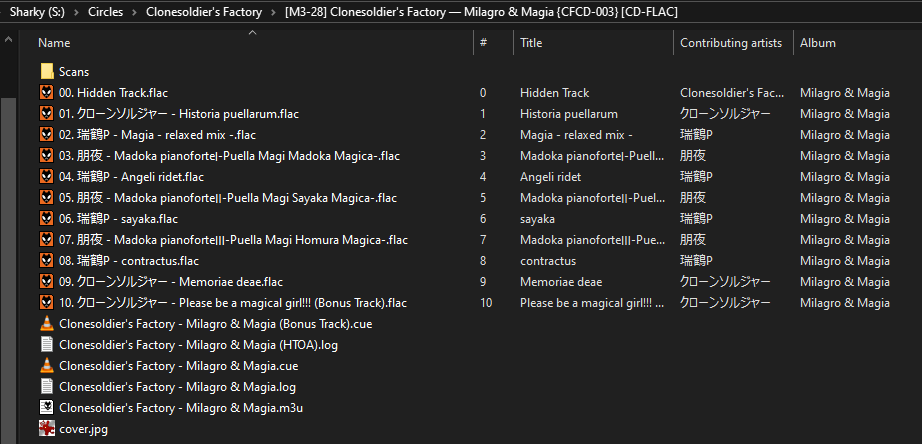 Sharky (S:) › Circles › Clonesoldier's Factory › [M3-28] Clonesoldier's Factory — Milagro & Magia {CFCD-003} [CD-FLAC]
Name # Title Contributing artists Album
Scans
00. Hidden Track.flac 0 Hidden Track Clonesoldier's Fac... Milagro & Magia
01. クローンソルジャー - Historia puellarum.flac 1 Historia puellarum クローンソルジャー Milagro & Magia
02. 瑞鶴P - Magia - relaxed mix -.flac 2 Magia - relaxed mix - 瑞鶴P Milagro & Magia
03. 朋夜 - Madoka pianoforteⅠ-Puella Magi Madoka Magica-.flac 3 Madoka pianoforteⅠ-Puell... 朋夜 Milagro & Magia
04. 瑞鶴P - Angeli ridet.flac 4 Angeli ridet 瑞鶴P Milagro & Magia
05. 朋夜 - Madoka pianoforteⅡ-Puella Magi Sayaka Magica-.flac 5 Madoka pianoforteⅡ-Puell... 朋夜 Milagro & Magia
06. 瑞鶴P - sayaka.flac 6 sayaka 瑞鶴P Milagro & Magia
07. 朋夜 - Madoka pianoforteⅢ-Puella Magi Homura Magica-.flac 7 Madoka pianoforteⅢ-Puell... 朋夜 Milagro & Magia
08. 瑞鶴P - contractus.flac 8 contractus 瑞鶴P Milagro & Magia
09. クローンソルジャー - Memoriae deae.flac 9 Memoriae deae クローンソルジャー Milagro & Magia
10. クローンソルジャー - Please be a magical girl!!! (Bonus Track).flac 10 Please be a magical girl!!! ... クローンソルジャー Milagro & Magia
Clonesoldier's Factory - Milagro & Magia (Bonus Track).cue
Clonesoldier's Factory - Milagro & Magia (HTOA).log
Clonesoldier's Factory - Milagro & Magia.cue
Clonesoldier's Factory - Milagro & Magia.log
Clonesoldier's Factory - Milagro & Magia.m3u
cover.jpg